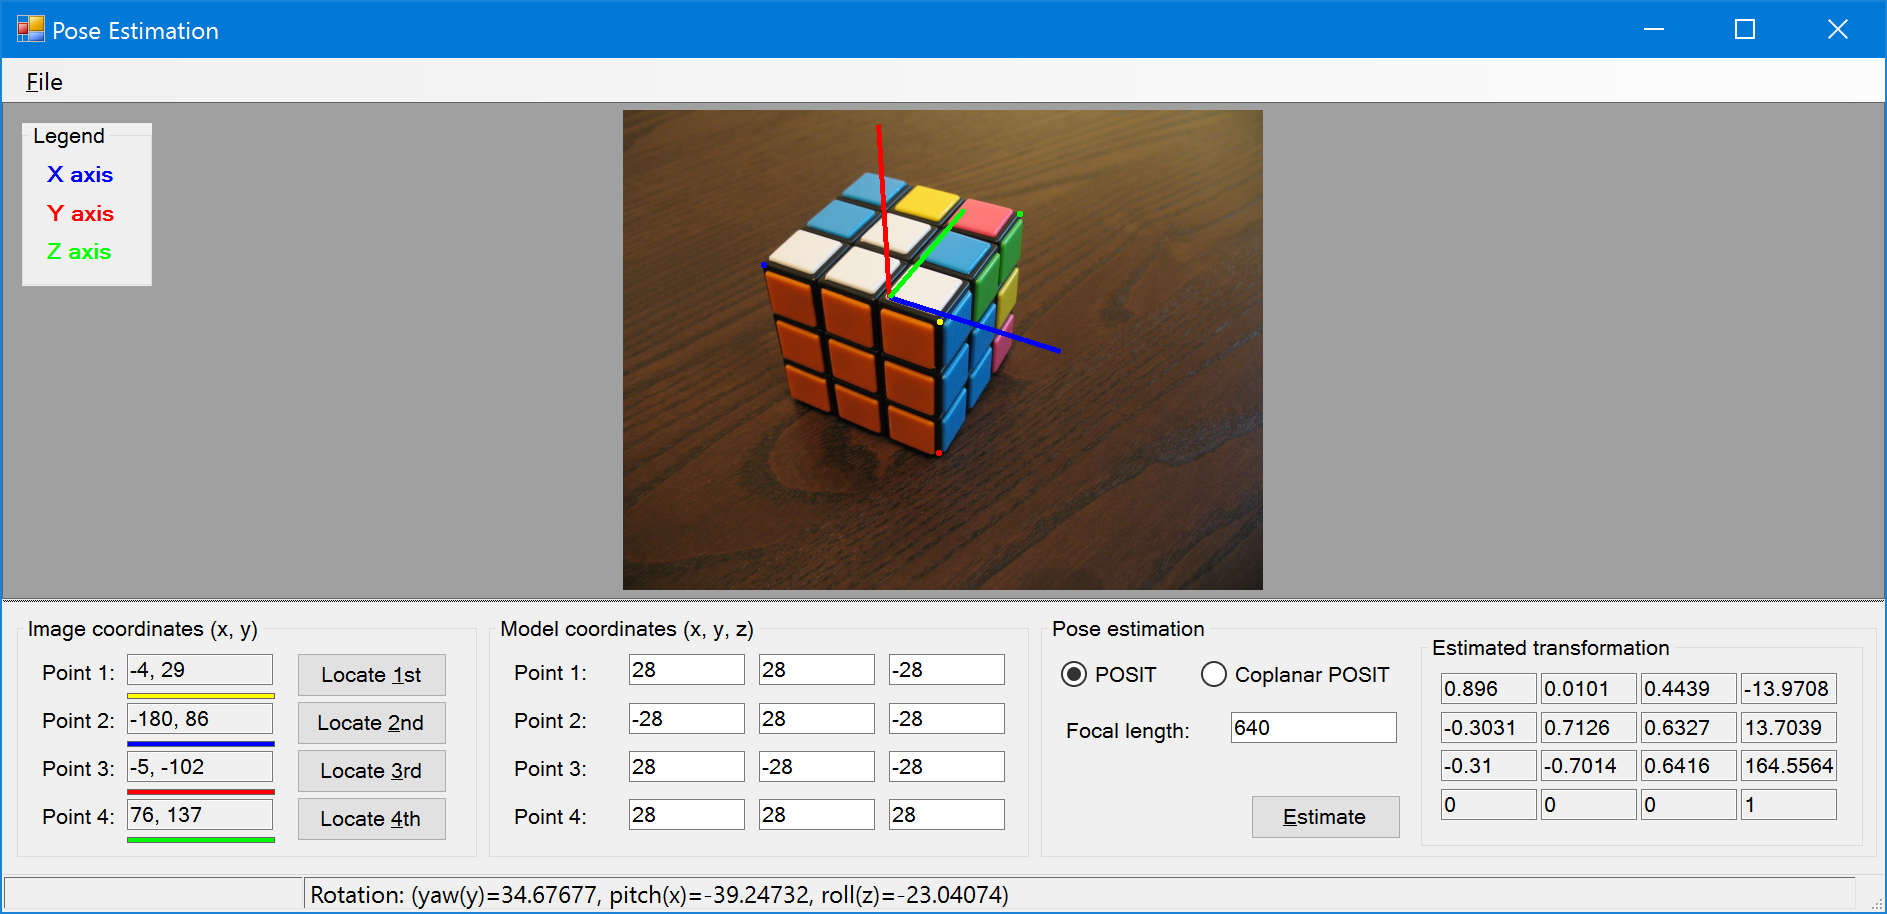 Pose Estimation
File
Legend
X axis
Y axis
Z axis
Image coordinates (x, y)
Point 1: -4, 29 Locate 1st
Point 2: -180, 86 Locate 2nd
Point 3: -5, -102 Locate 3rd
Point 4: 76, 137 Locate 4th
Model coordinates (x, y, z)
Point 1: 28 28 -28
Point 2: -28 28 -28
Point 3: 28 -28 -28
Point 4: 28 28 28
Pose estimation
POSIT Coplanar POSIT
Focal length: 640
Estimate
Estimated transformation
0.896 0.0101 0.4439 -13.9708
-0.3031 0.7126 0.6327 13.7039
-0.31 -0.7014 0.6416 164.5564
0 0 0 1
Rotation: (yaw(y)=34.67677, pitch(x)=-39.24732, roll(z)=-23.04074)